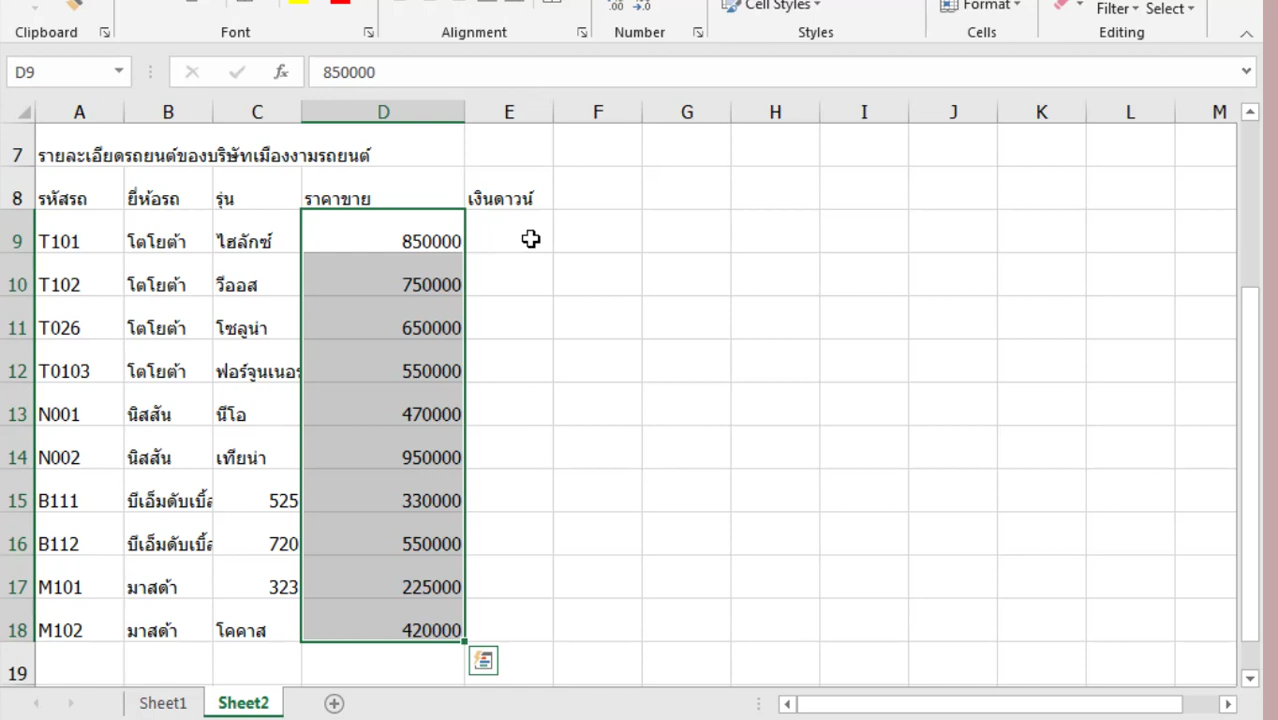 Cell Styles
Format
Filter Select
Clipboard Font Alignment Number Styles Cells Editing
D9 fx 850000
A B C D E F G H I J K L M
7 รายละเอียดรถยนต์ของบริษัทเมืองงามรถยนต์
8 รหัสรถ ยี่ห้อรถ รุ่น ราคาขาย เงินดาวน์
9 T101 โตโยต้า ไฮลักซ์ 850000
10 T102 โตโยต้า วีออส 750000
11 T026 โตโยต้า โซลูน่า 650000
12 T0103 โตโยต้า ฟอร์จูนเนอร 550000
13 N001 นิสสัน นีโอ 470000
14 N002 นิสสัน เทียน่า 950000
15 B111 บีเอ็มดับเบิ้ 525 330000
16 B112 บีเอ็มดับเบิ้ 720 550000
17 M101 มาสด้า 323 225000
18 M102 มาสด้า โคคาส 420000
19
Sheet1 Sheet2